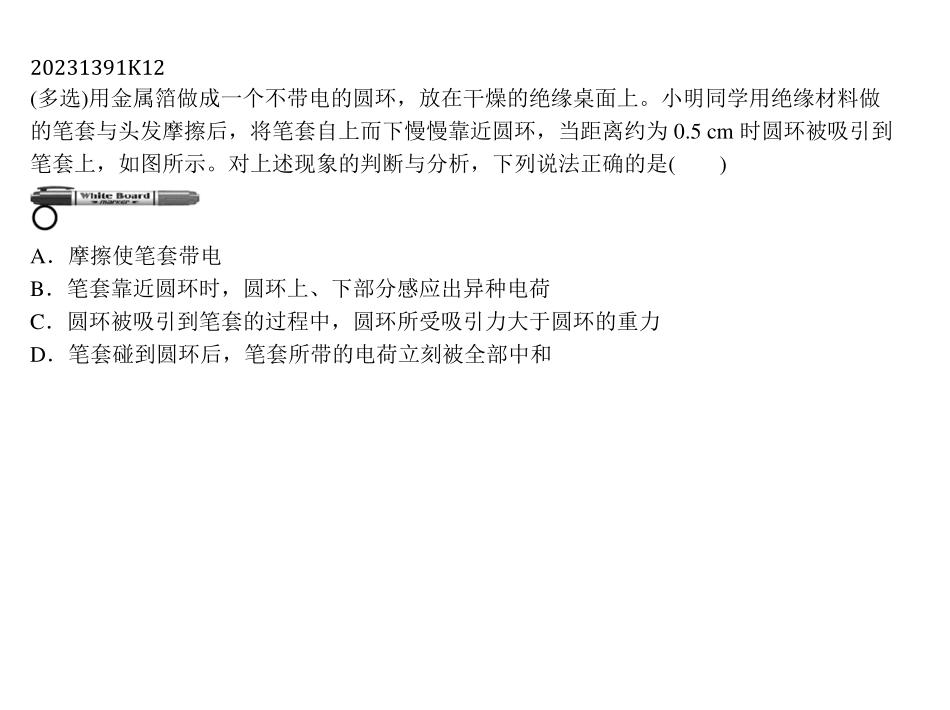 20231391K12
(多选)用金属箔做成一个不带电的圆环，放在干燥的绝缘桌面上。小明同学用绝缘材料做
的笔套与头发摩擦后，将笔套自上而下慢慢靠近圆环，当距离约为 0.5 cm 时圆环被吸引到
笔套上，如图所示。对上述现象的判断与分析，下列说法正确的是(　　)
White Board
marker
A．摩擦使笔套带电
B．笔套靠近圆环时，圆环上、下部分感应出异种电荷
C．圆环被吸引到笔套的过程中，圆环所受吸引力大于圆环的重力
D．笔套碰到圆环后，笔套所带的电荷立刻被全部中和